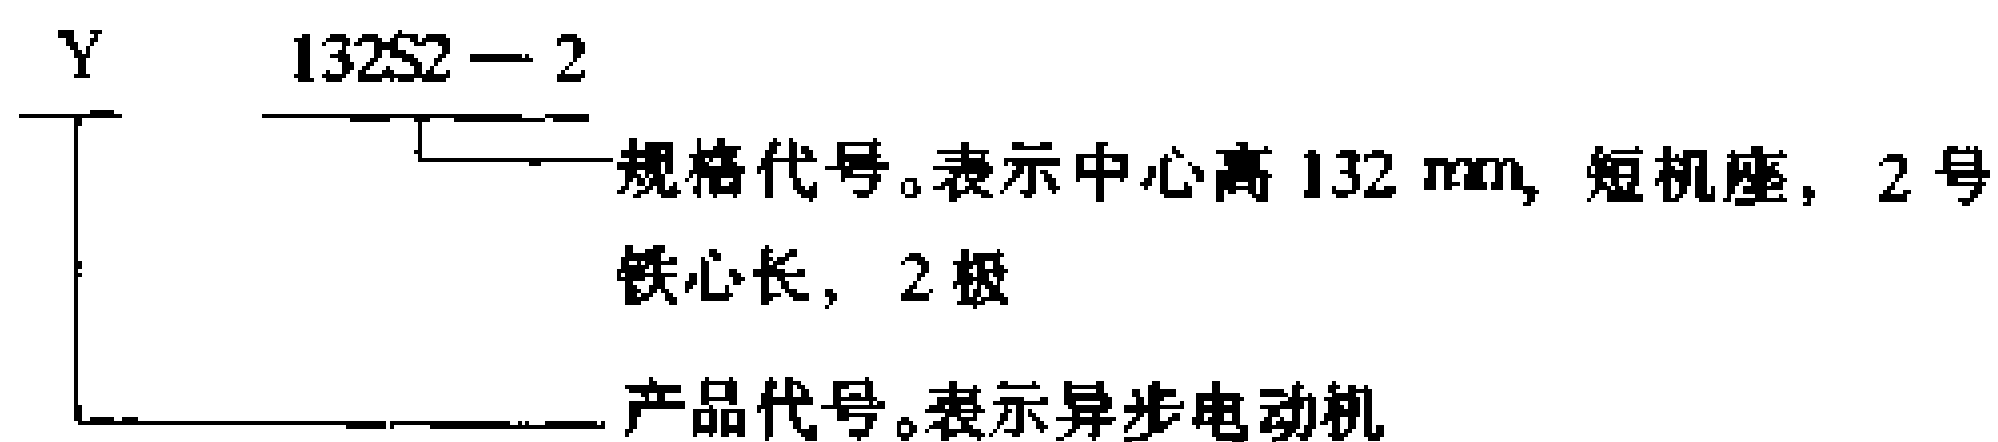 Y 132S2 — 2
规格代号。表示中心高 132 mm, 短机座, 2 号
铁心长, 2 极
产品代号。表示异步电动机